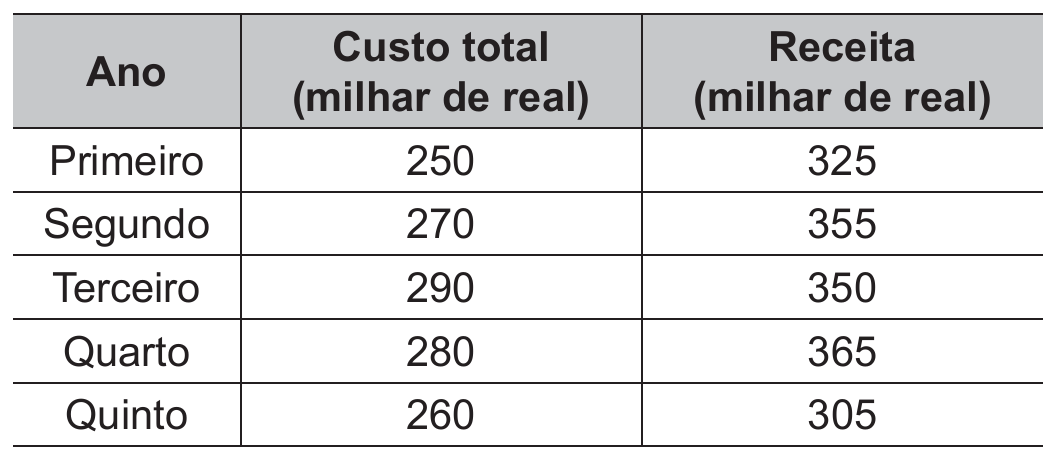 Ano Custo total (milhar de real) Receita (milhar de real)
Primeiro 250 325
Segundo 270 355
Terceiro 290 350
Quarto 280 365
Quinto 260 305